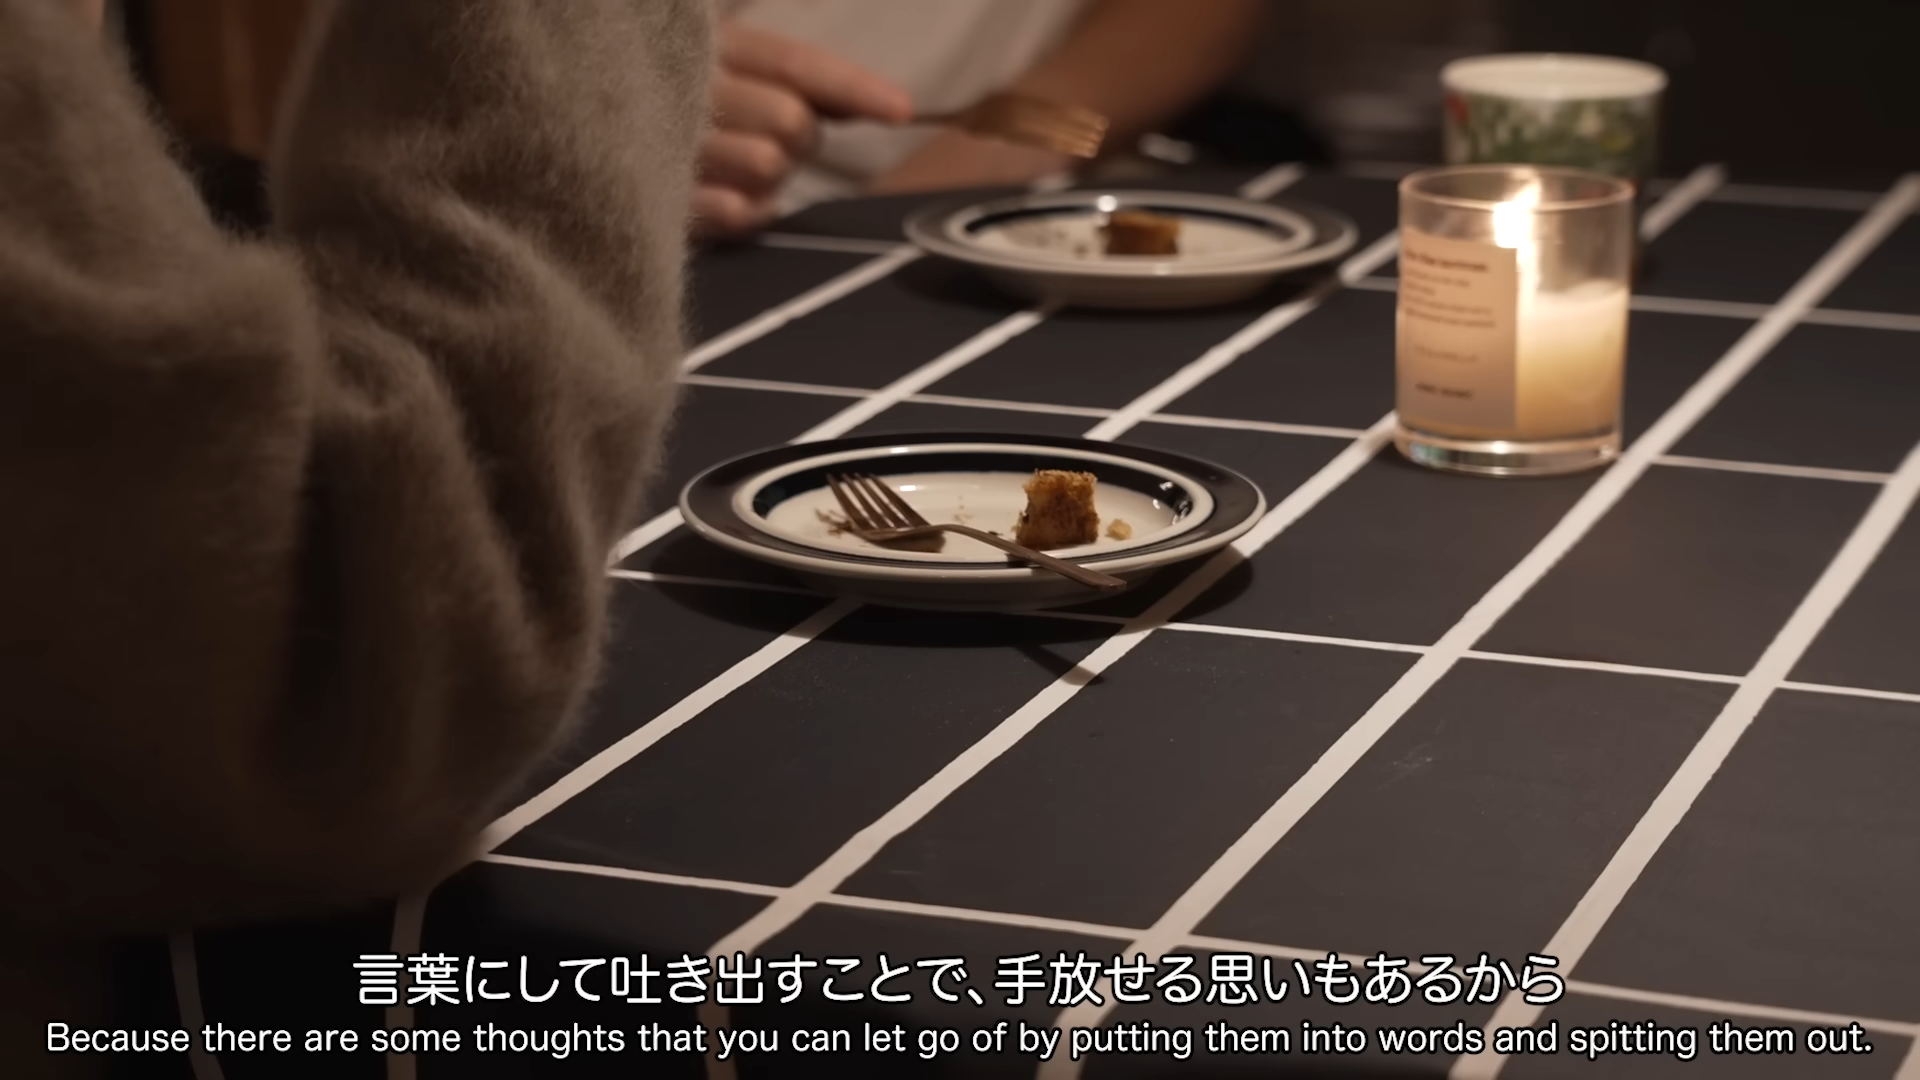 言葉にして吐き出すことで、手放せる思いもあるから
Because there are some thoughts that you can let go of by putting them into words and spitting them out.